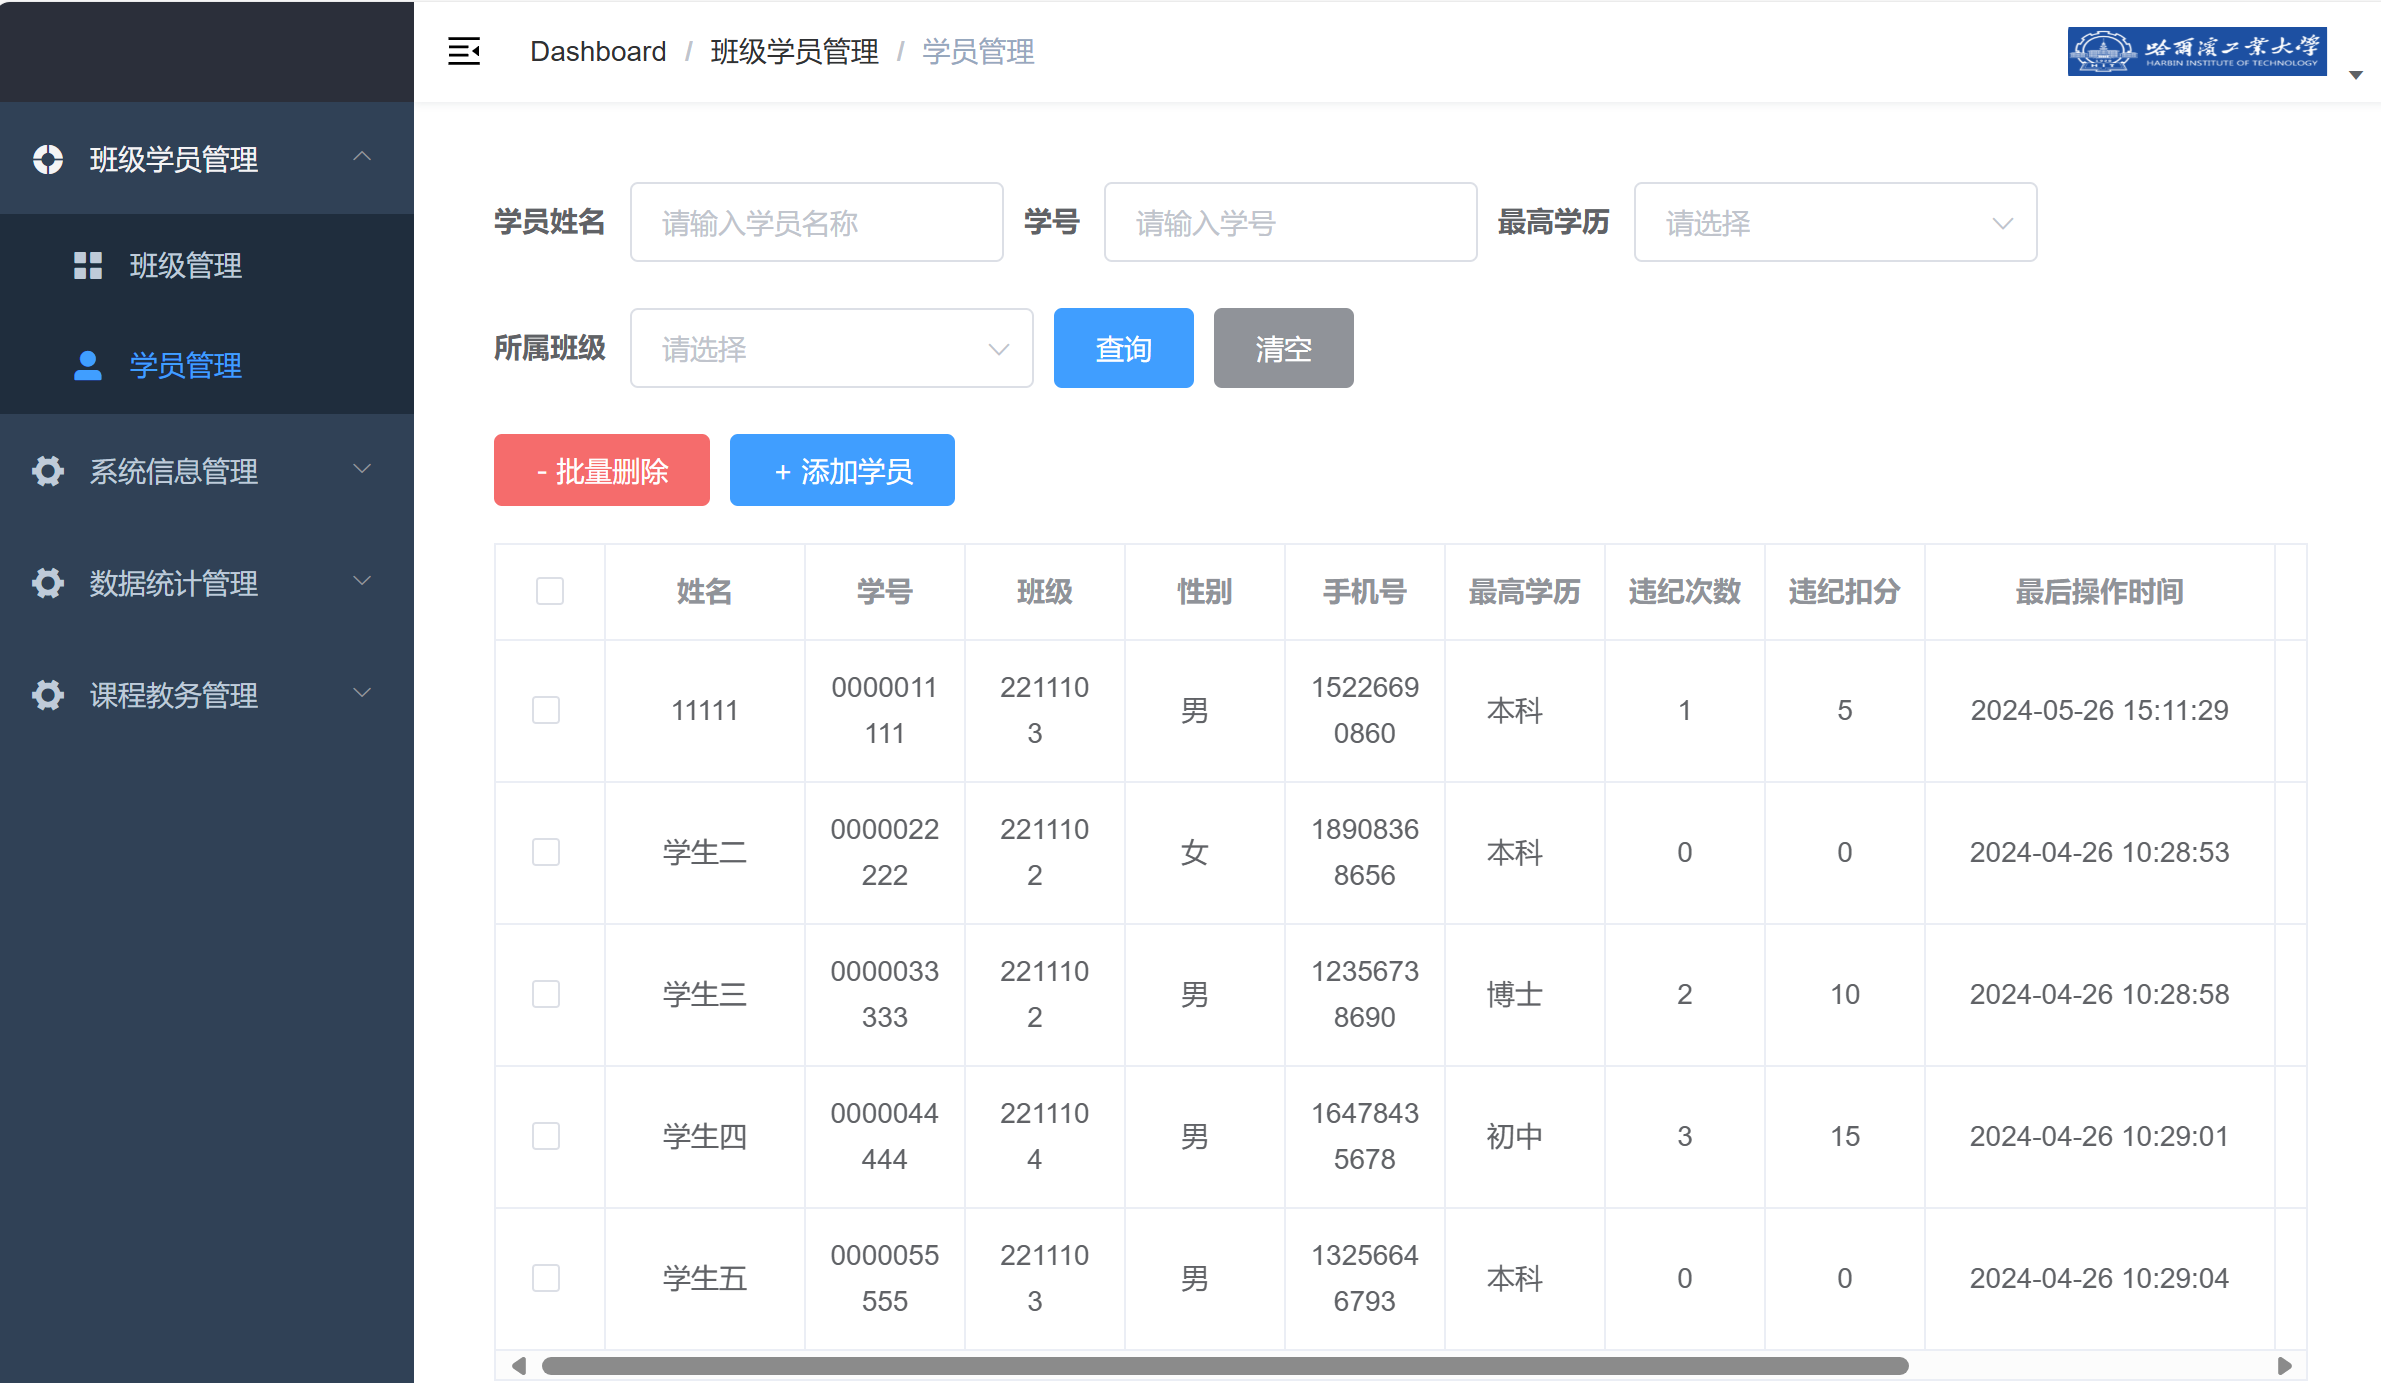 Dashboard / 班级学员管理 / 学员管理
哈爾濱工業大學
HARBIN INSTITUTE OF TECHNOLOGY
班级学员管理
班级管理
学员管理
系统信息管理
数据统计管理
课程教务管理
学员姓名 请输入学员名称 学号 请输入学号 最高学历 请选择
所属班级 请选择 查询 清空
- 批量删除 + 添加学员
姓名 学号 班级 性别 手机号 最高学历 违纪次数 违纪扣分 最后操作时间
0000011 221110 1522669
11111 男 本科 1 5 2024-05-26 15:11:29
111 3 0860
0000022 221110 1890836
学生二 女 本科 0 0 2024-04-26 10:28:53
222 2 8656
0000033 221110 1235673
学生三 男 博士 2 10 2024-04-26 10:28:58
333 2 8690
0000044 221110 1647843
学生四 男 初中 3 15 2024-04-26 10:29:01
444 4 5678
0000055 221110 1325664
学生五 男 本科 0 0 2024-04-26 10:29:04
555 3 6793